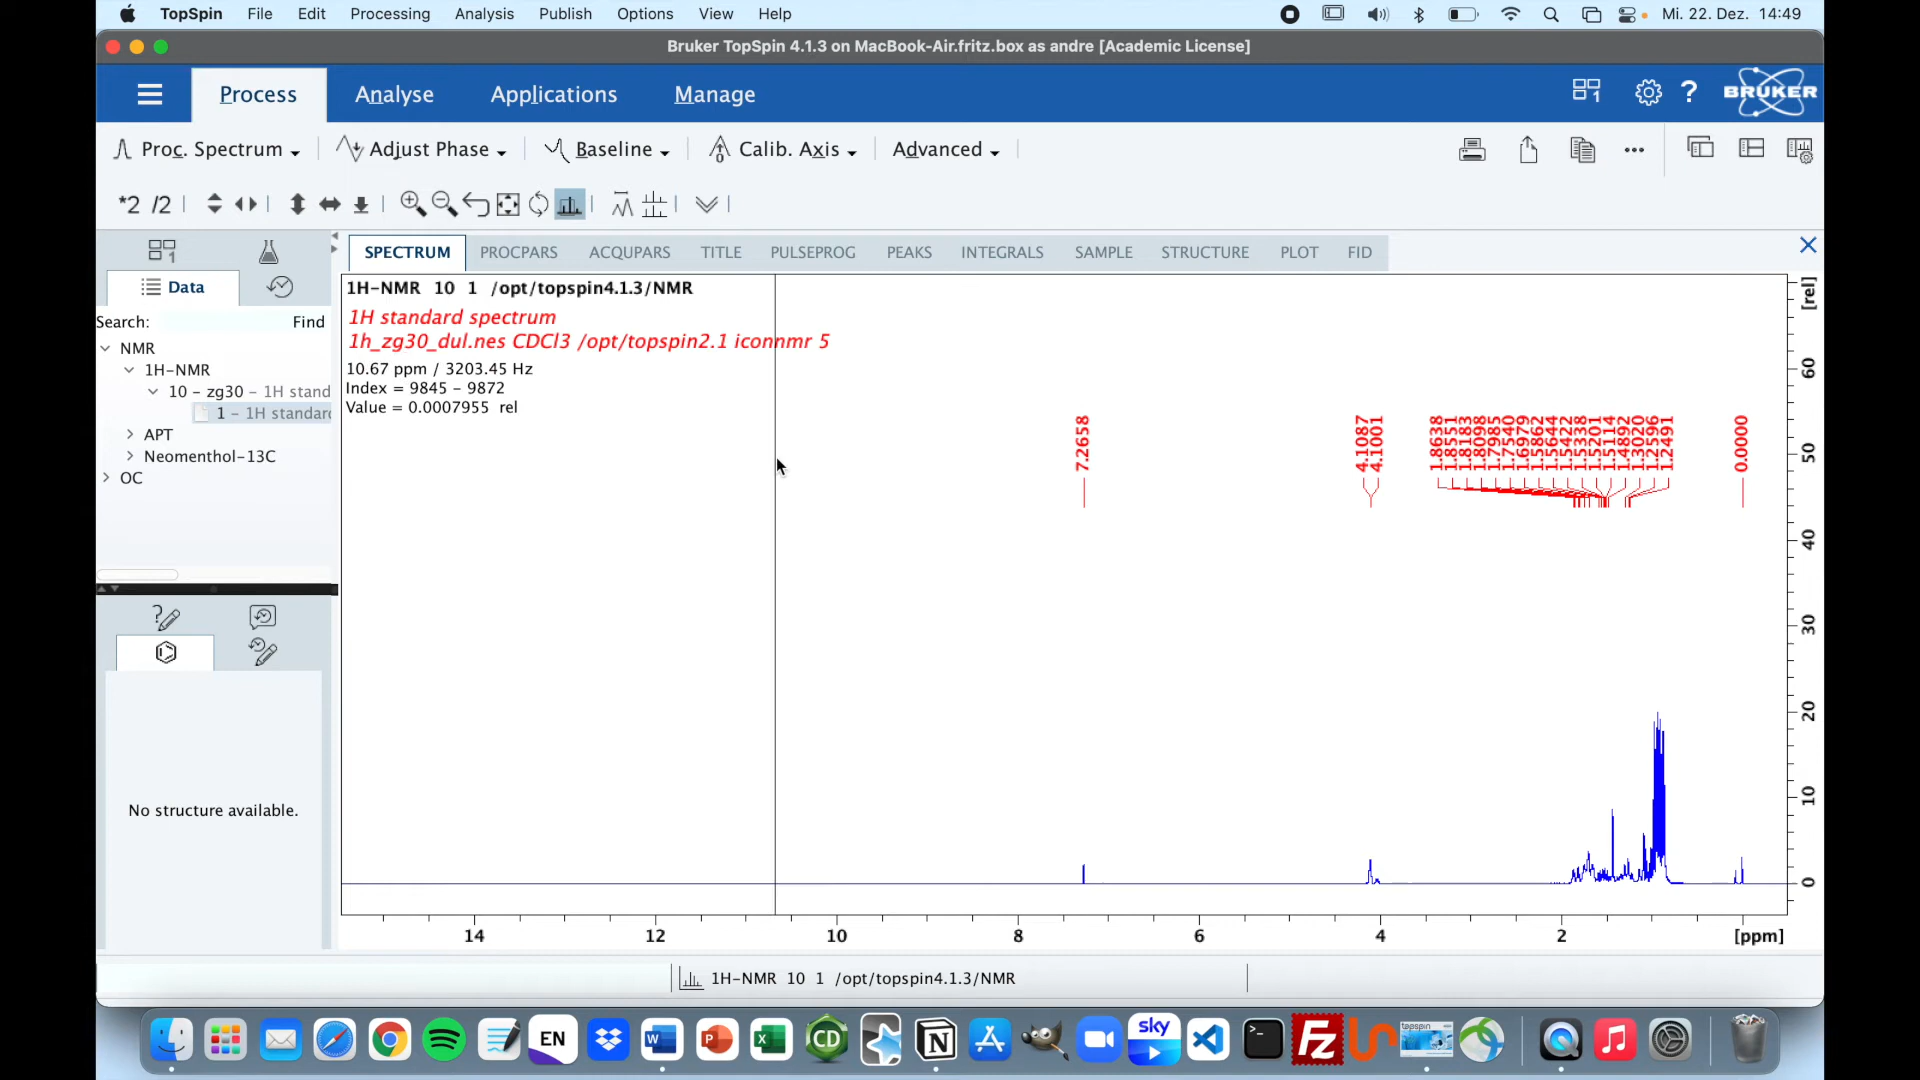 TopSpin File Edit Processing Analysis Publish Options View Help Mi. 22. Dez. 14:49
Bruker TopSpin 4.1.3 on MacBook-Air.fritz.box as andre [Academic License]
Process Analyse Applications Manage 1 ? BRUKER
Proc. Spectrum Adjust Phase Baseline Calib. Axis Advanced
*2 /2
1
SPECTRUM PROCPARS ACQUPARS TITLE PULSEPROG PEAKS INTEGRALS SAMPLE STRUCTURE PLOT FID
Data
Search: Find
NMR
1H-NMR
10 - zg30 - 1H stand
1 - 1H standard
APT
Neomenthol-13C
OC
No structure available.
1H-NMR 10 1 /opt/topspin4.1.3/NMR
1H standard spectrum
1h_zg30_dul.nes CDCl3 /opt/topspin2.1 iconnmr 5
10.67 ppm / 3203.45 Hz
Index = 9845 - 9872
Value = 0.0007955 rel
7.2658
4.1087
4.1001
1.8638
1.8551
1.8183
1.8098
1.7985
1.7540
1.6979
1.5862
1.5644
1.5422
1.5338
1.5201
1.5114
1.4892
1.3020
1.2596
1.2491
0.0000
[rel]
60
50
40
30
20
10
0
14 12 10 8 6 4 2 [ppm]
1H-NMR 10 1 /opt/topspin4.1.3/NMR
EN CD sky topspin